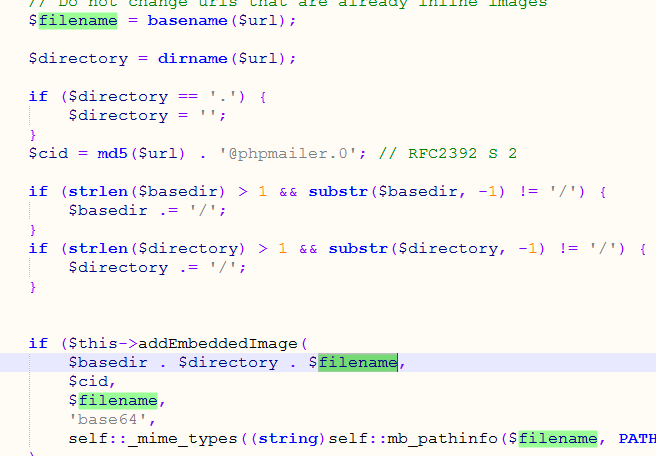 // Do not change urls that are already inline images
$filename = basename($url);
$directory = dirname($url);
if ($directory == '.') {
$directory = '';
}
$cid = md5($url) . '@phpmailer.0'; // RFC2392 S 2
if (strlen($basedir) > 1 && substr($basedir, -1) != '/') {
$basedir .= '/';
}
if (strlen($directory) > 1 && substr($directory, -1) != '/') {
$directory .= '/';
}
if ($this->addEmbeddedImage(
$basedir . $directory . $filename,
$cid,
$filename,
'base64',
self::_mime_types((string)self::mb_pathinfo($filename, PATH